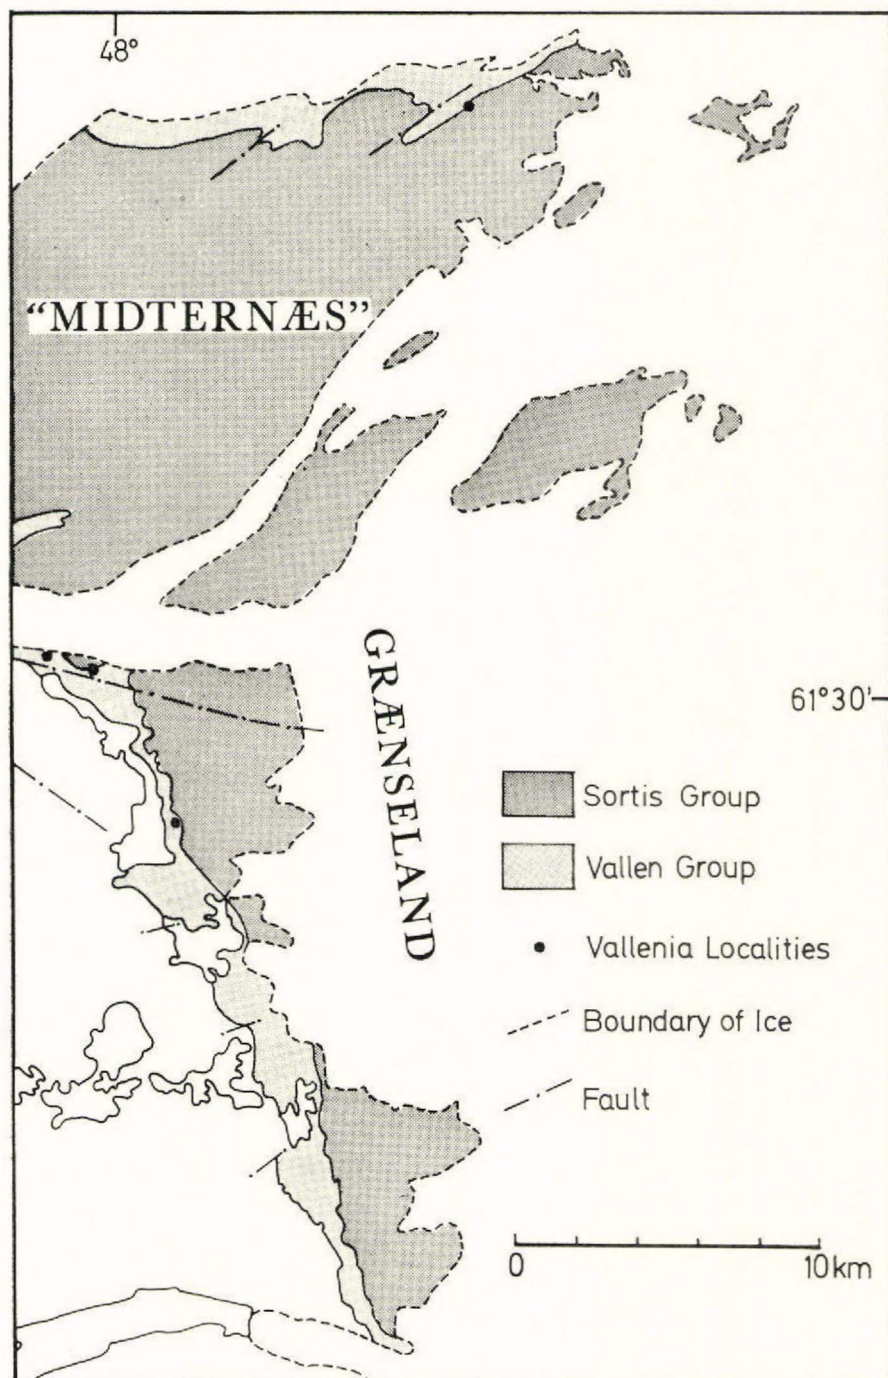 48°
“MIDTERNÆS”
GRÆNSELAND
61°30'
Sortis Group
Vallen Group
Vallenia Localities
Boundary of Ice
Fault
0 10km